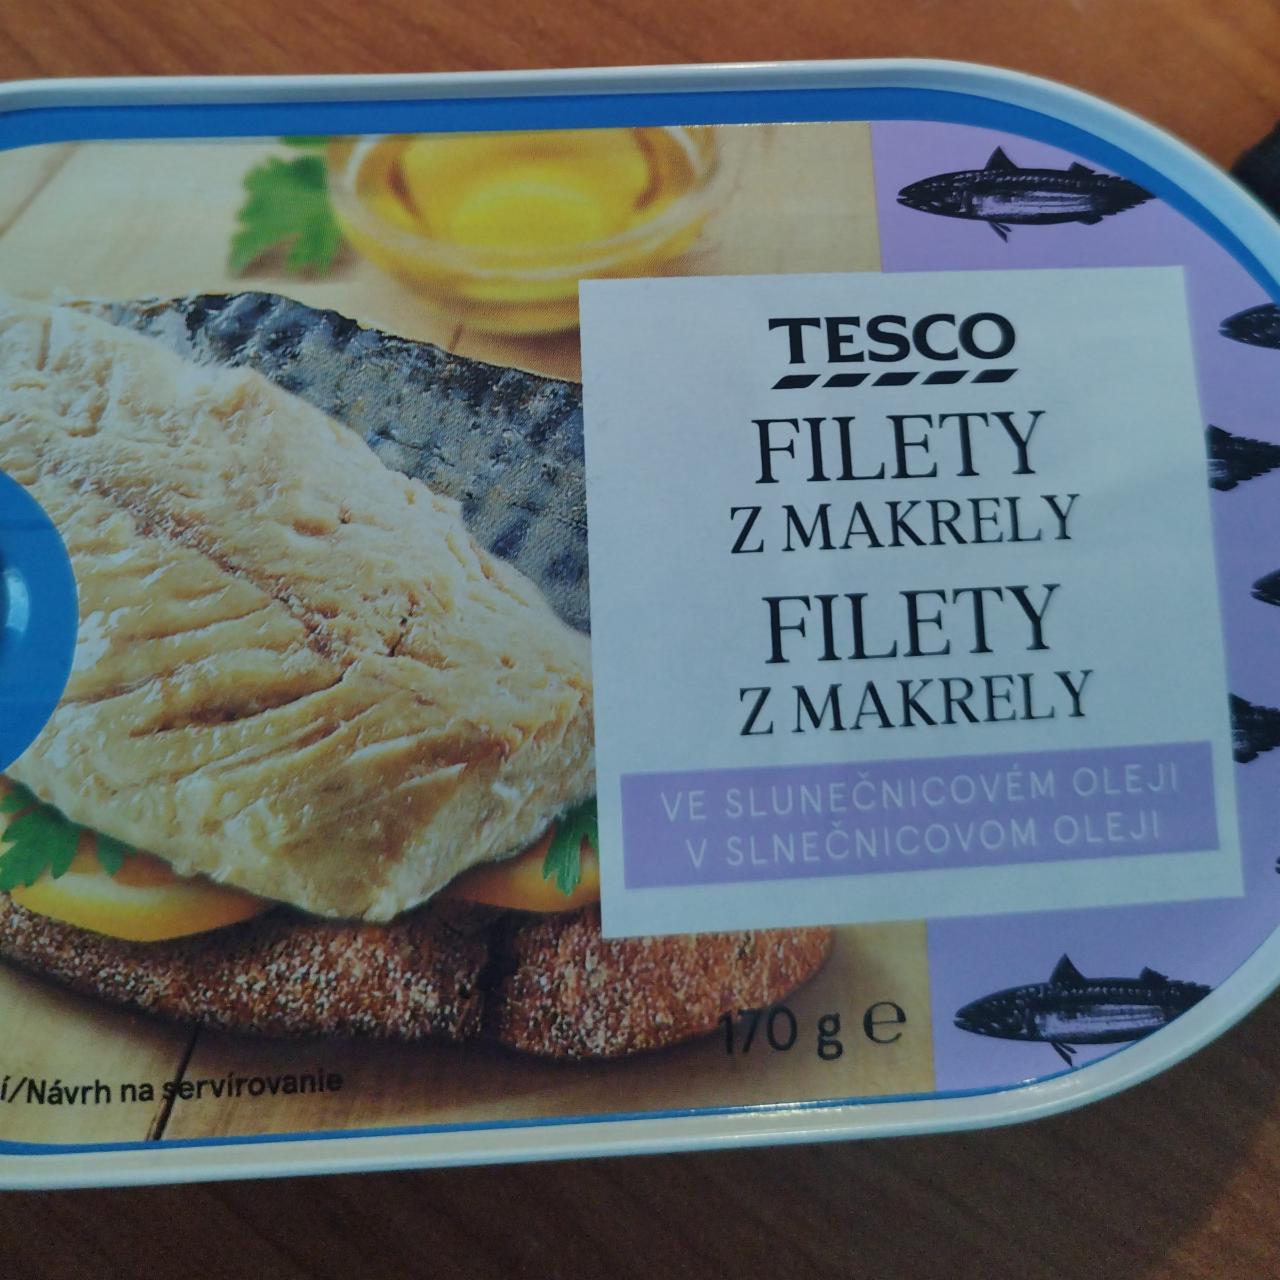 TESCO
FILETY
Z MAKRELY
FILETY
Z MAKRELY
VE SLUNEČNICOVÉM OLEJI
V SLNEČNICOVOM OLEJI
170 g ℮
í/Návrh na servírovanie